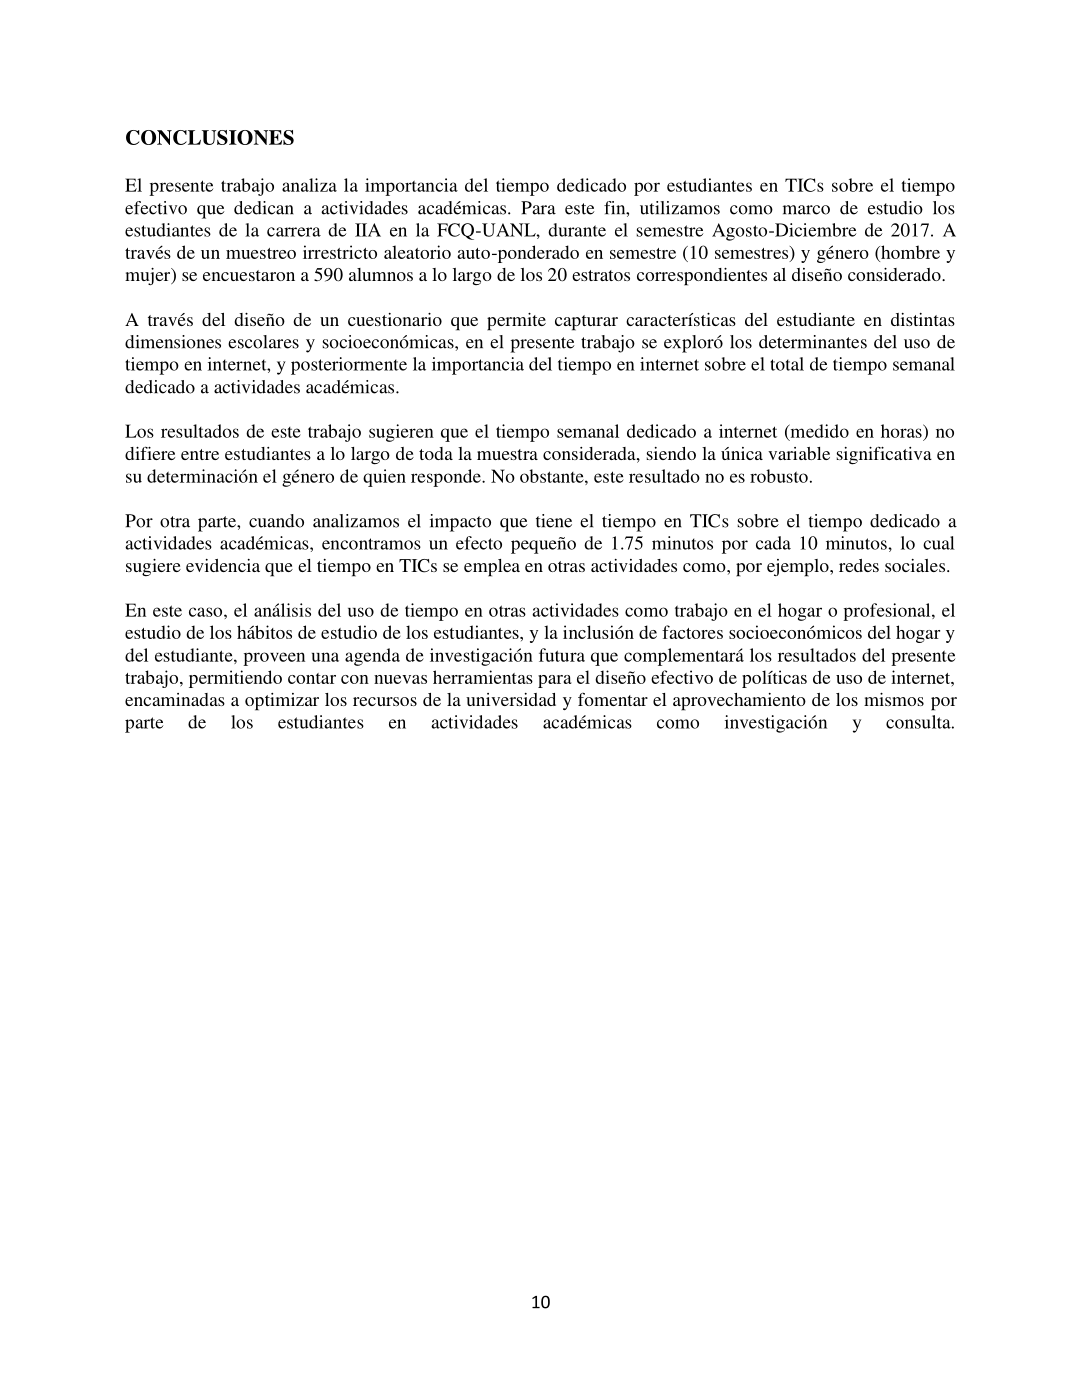 CONCLUSIONES
El presente trabajo analiza la importancia del tiempo dedicado por estudiantes en TICs sobre el tiempo
efectivo que dedican a actividades académicas. Para este fin, utilizamos como marco de estudio los
estudiantes de la carrera de IIA en la FCQ-UANL, durante el semestre Agosto-Diciembre de 2017. A
través de un muestreo irrestricto aleatorio auto-ponderado en semestre (10 semestres) y género (hombre y
mujer) se encuestaron a 590 alumnos a lo largo de los 20 estratos correspondientes al diseño considerado.
A través del diseño de un cuestionario que permite capturar características del estudiante en distintas
dimensiones escolares y socioeconómicas, en el presente trabajo se exploró los determinantes del uso de
tiempo en internet, y posteriormente la importancia del tiempo en internet sobre el total de tiempo semanal
dedicado a actividades académicas.
Los resultados de este trabajo sugieren que el tiempo semanal dedicado a internet (medido en horas) no
difiere entre estudiantes a lo largo de toda la muestra considerada, siendo la única variable significativa en
su determinación el género de quien responde. No obstante, este resultado no es robusto.
Por otra parte, cuando analizamos el impacto que tiene el tiempo en TICs sobre el tiempo dedicado a
actividades académicas, encontramos un efecto pequeño de 1.75 minutos por cada 10 minutos, lo cual
sugiere evidencia que el tiempo en TICs se emplea en otras actividades como, por ejemplo, redes sociales.
En este caso, el análisis del uso de tiempo en otras actividades como trabajo en el hogar o profesional, el
estudio de los hábitos de estudio de los estudiantes, y la inclusión de factores socioeconómicos del hogar y
del estudiante, proveen una agenda de investigación futura que complementará los resultados del presente
trabajo, permitiendo contar con nuevas herramientas para el diseño efectivo de políticas de uso de internet,
encaminadas a optimizar los recursos de la universidad y fomentar el aprovechamiento de los mismos por
parte de los estudiantes en actividades académicas como investigación y consulta.
10